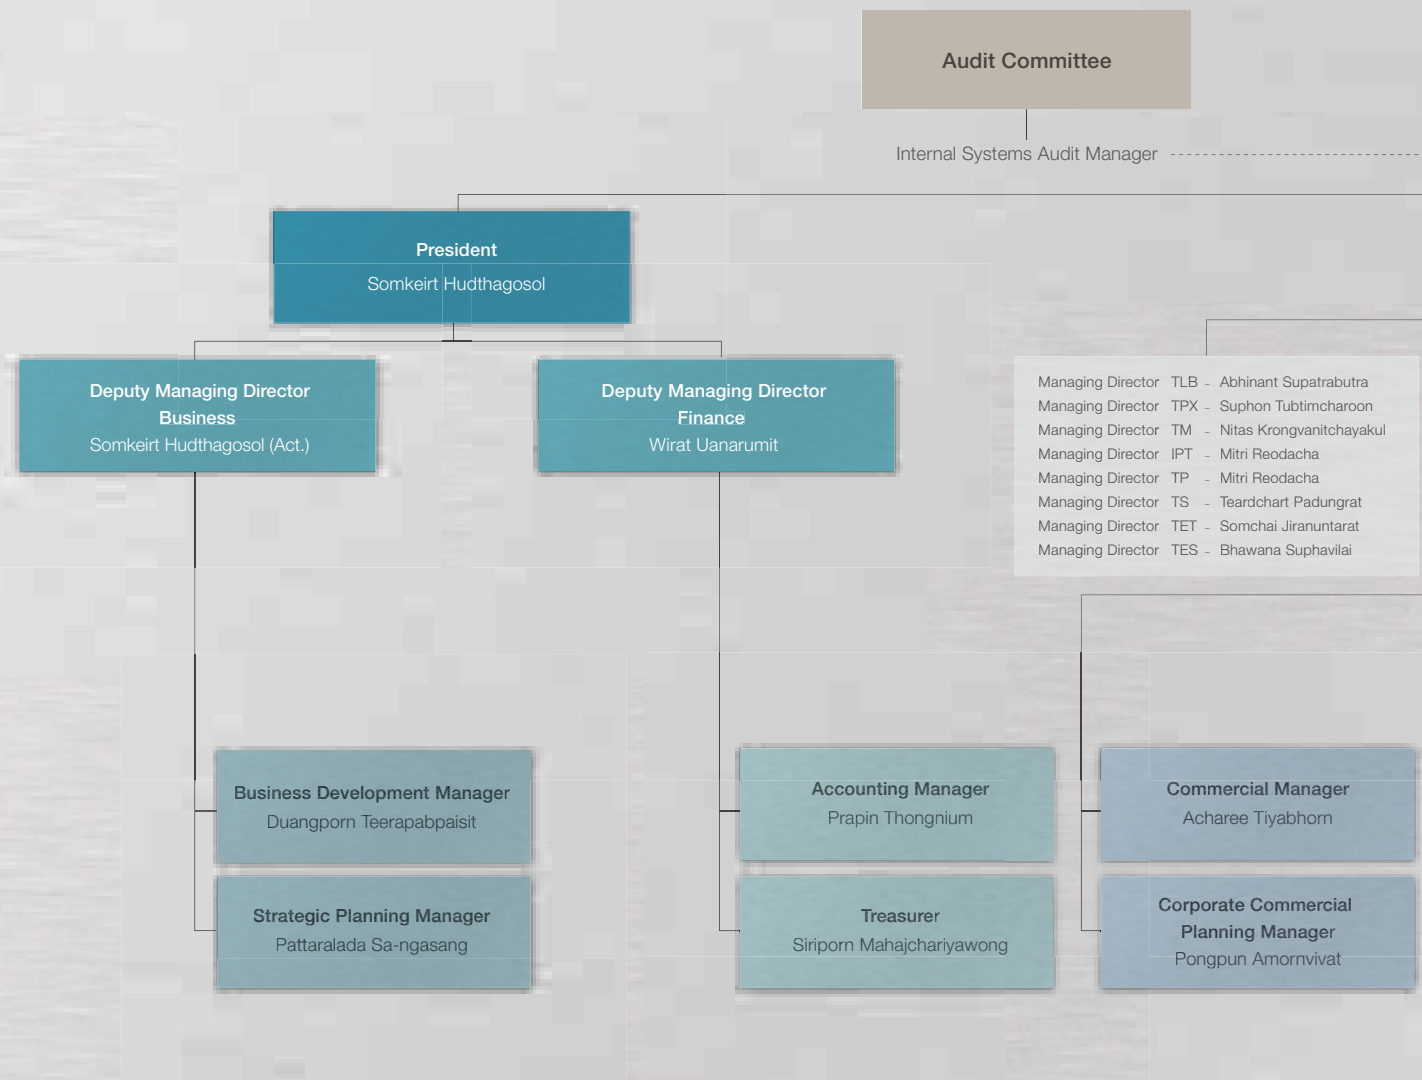 Audit Committee
Internal Systems Audit Manager
President
Somkeirt Hudthagosol
Deputy Managing Director
Business
Somkeirt Hudthagosol (Act.)
Deputy Managing Director
Finance
Wirat Uanarumit
Managing Director TLB - Abhinant Supatrabutra
Managing Director TPX - Suphon Tubtimcharoon
Managing Director TM - Nitas Krongvanitchayakul
Managing Director IPT - Mitri Reodacha
Managing Director TP - Mitri Reodacha
Managing Director TS - Teardchart Padungrat
Managing Director TET - Somchai Jiranuntarat
Managing Director TES - Bhawana Suphavilai
Business Development Manager
Duangporn Teerapabpaisit
Strategic Planning Manager
Pattaralada Sa-ngasang
Accounting Manager
Prapin Thongnium
Treasurer
Siriporn Mahajchariyawong
Commercial Manager
Acharee Tiyabhorn
Corporate Commercial
Planning Manager
Pongpun Amornvivat